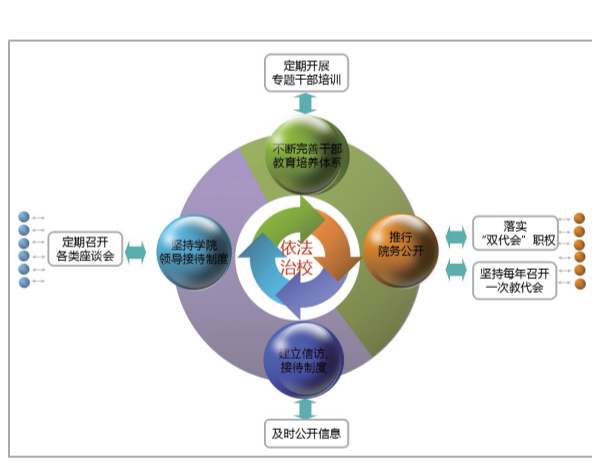 定期开展
专题干部培训
不断完善干部
教育培养体系
定期召开
各类座谈会
坚持学院
领导接待制度
依法
治校
推行
院务公开
落实
“双代会”职权
坚持每年召开
一次教代会
建立信访、
接待制度
及时公开信息